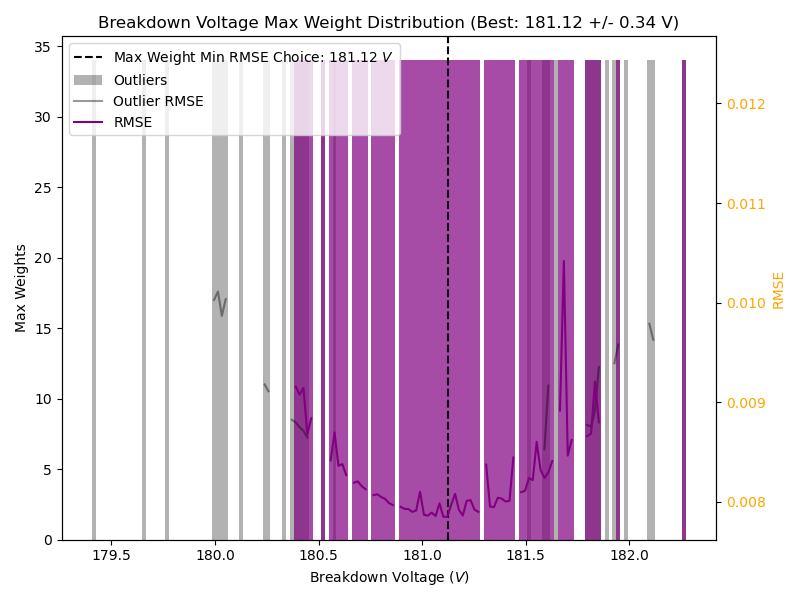 Breakdown Voltage Max Weight Distribution (Best: 181.12 +/- 0.34 V)
Max Weight Min RMSE Choice: 181.12 V
Outliers
Outlier RMSE
RMSE
35
30
25
20
15
10
5
0
Max Weights
0.012
0.011
0.010
0.009
0.008
RMSE
179.5
180.0
180.5
181.0
181.5
182.0
Breakdown Voltage (V)